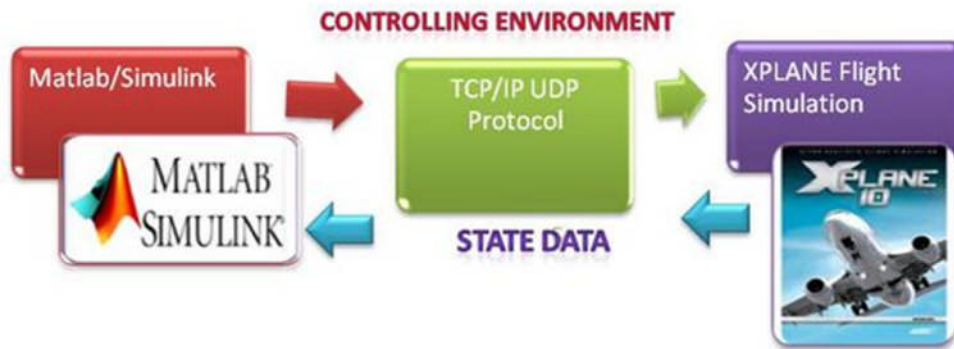 CONTROLLING ENVIRONMENT
Matlab/Simulink
TCP/IP UDP
Protocol
XPLANE Flight
Simulation
MATLAB
SIMULINK
XPLANE
10
STATE DATA